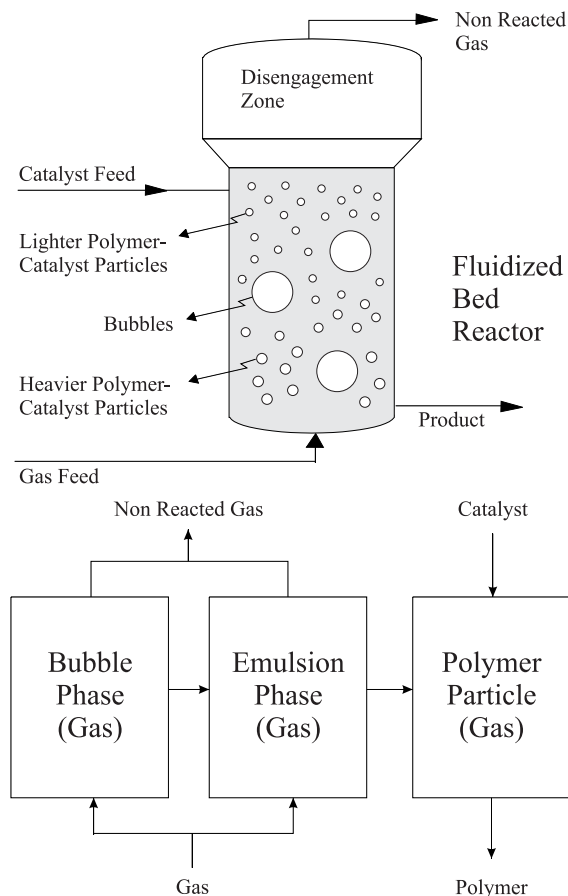 Non Reacted
Gas
Disengagement
Zone
Catalyst Feed
Lighter Polymer-
Catalyst Particles
Bubbles
Fluidized
Bed
Reactor
Heavier Polymer-
Catalyst Particles
Product
Gas Feed
Non Reacted Gas
Catalyst
Bubble
Phase
(Gas)
Emulsion
Phase
(Gas)
Polymer
Particle
(Gas)
Gas
Polymer